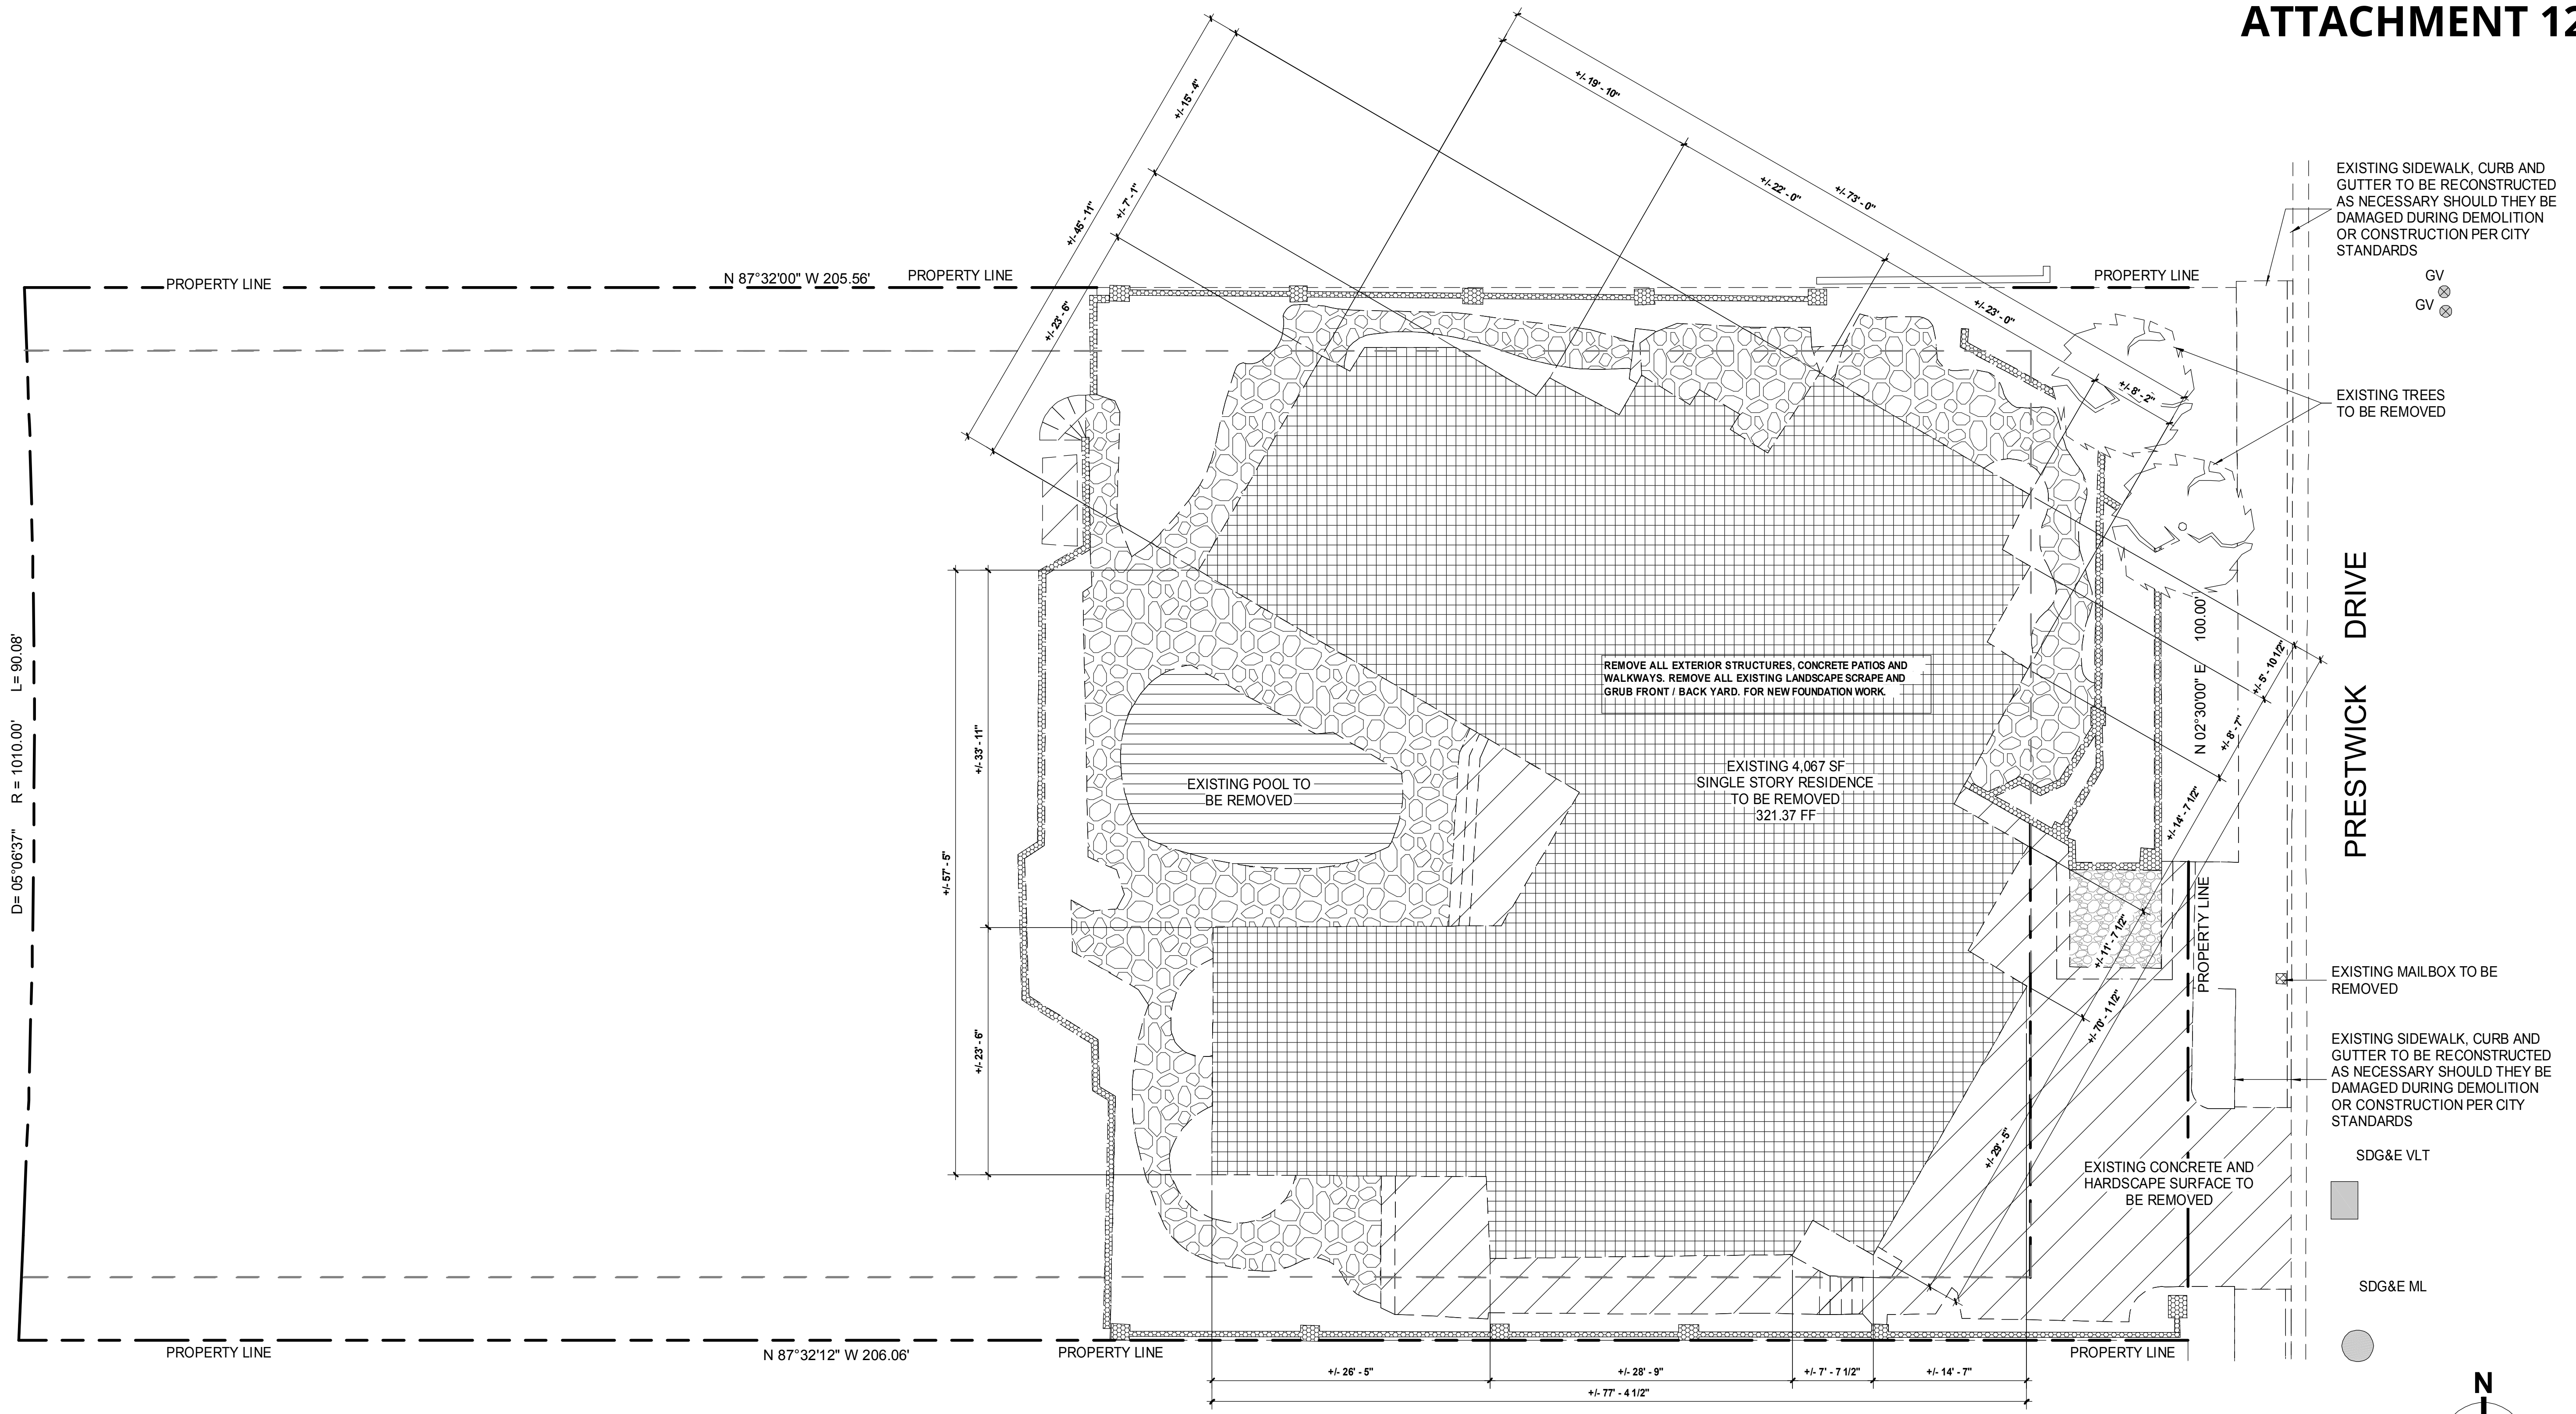 ATTACHMENT 12
+/- 15' - 4"
+/- 7' - 1"
+/- 45' - 11"
+/- 23' - 6"
+/- 19' - 10"
+/- 22' - 0"
+/- 73' - 0"
+/- 23' - 0"
+/- 8' - 2"
EXISTING SIDEWALK, CURB AND
GUTTER TO BE RECONSTRUCTED
AS NECESSARY SHOULD THEY BE
DAMAGED DURING DEMOLITION
OR CONSTRUCTION PER CITY
STANDARDS
GV
GV
PROPERTY LINE
N 87°32'00" W 205.56'
PROPERTY LINE
PROPERTY LINE
EXISTING TREES
TO BE REMOVED
D= 05°06'37" R = 1010.00' L= 90.08'
N 02°30'00" E 100.00'
PRESTWICK DRIVE
REMOVE ALL EXTERIOR STRUCTURES, CONCRETE PATIOS AND
WALKWAYS. REMOVE ALL EXISTING LANDSCAPE SCRAPE AND
GRUB FRONT / BACK YARD. FOR NEW FOUNDATION WORK.
+/- 5' - 10 1/2"
+/- 8' - 7"
+/- 14' - 7 1/2"
+/- 11' - 7 1/2"
+/- 70' - 1 1/2"
+/- 29' - 5"
+/- 33' - 11"
+/- 57' - 5"
+/- 23' - 6"
EXISTING POOL TO
BE REMOVED
EXISTING 4,067 SF
SINGLE STORY RESIDENCE
TO BE REMOVED
321.37 FF
PROPERTY LINE
EXISTING MAILBOX TO BE
REMOVED
EXISTING SIDEWALK, CURB AND
GUTTER TO BE RECONSTRUCTED
AS NECESSARY SHOULD THEY BE
DAMAGED DURING DEMOLITION
OR CONSTRUCTION PER CITY
STANDARDS
SDG&E VLT
EXISTING CONCRETE AND
HARDSCAPE SURFACE TO
BE REMOVED
SDG&E ML
PROPERTY LINE
N 87°32'12" W 206.06'
PROPERTY LINE
PROPERTY LINE
+/- 26' - 5"
+/- 28' - 9"
+/- 7' - 7 1/2"
+/- 14' - 7"
+/- 77' - 4 1/2"
N